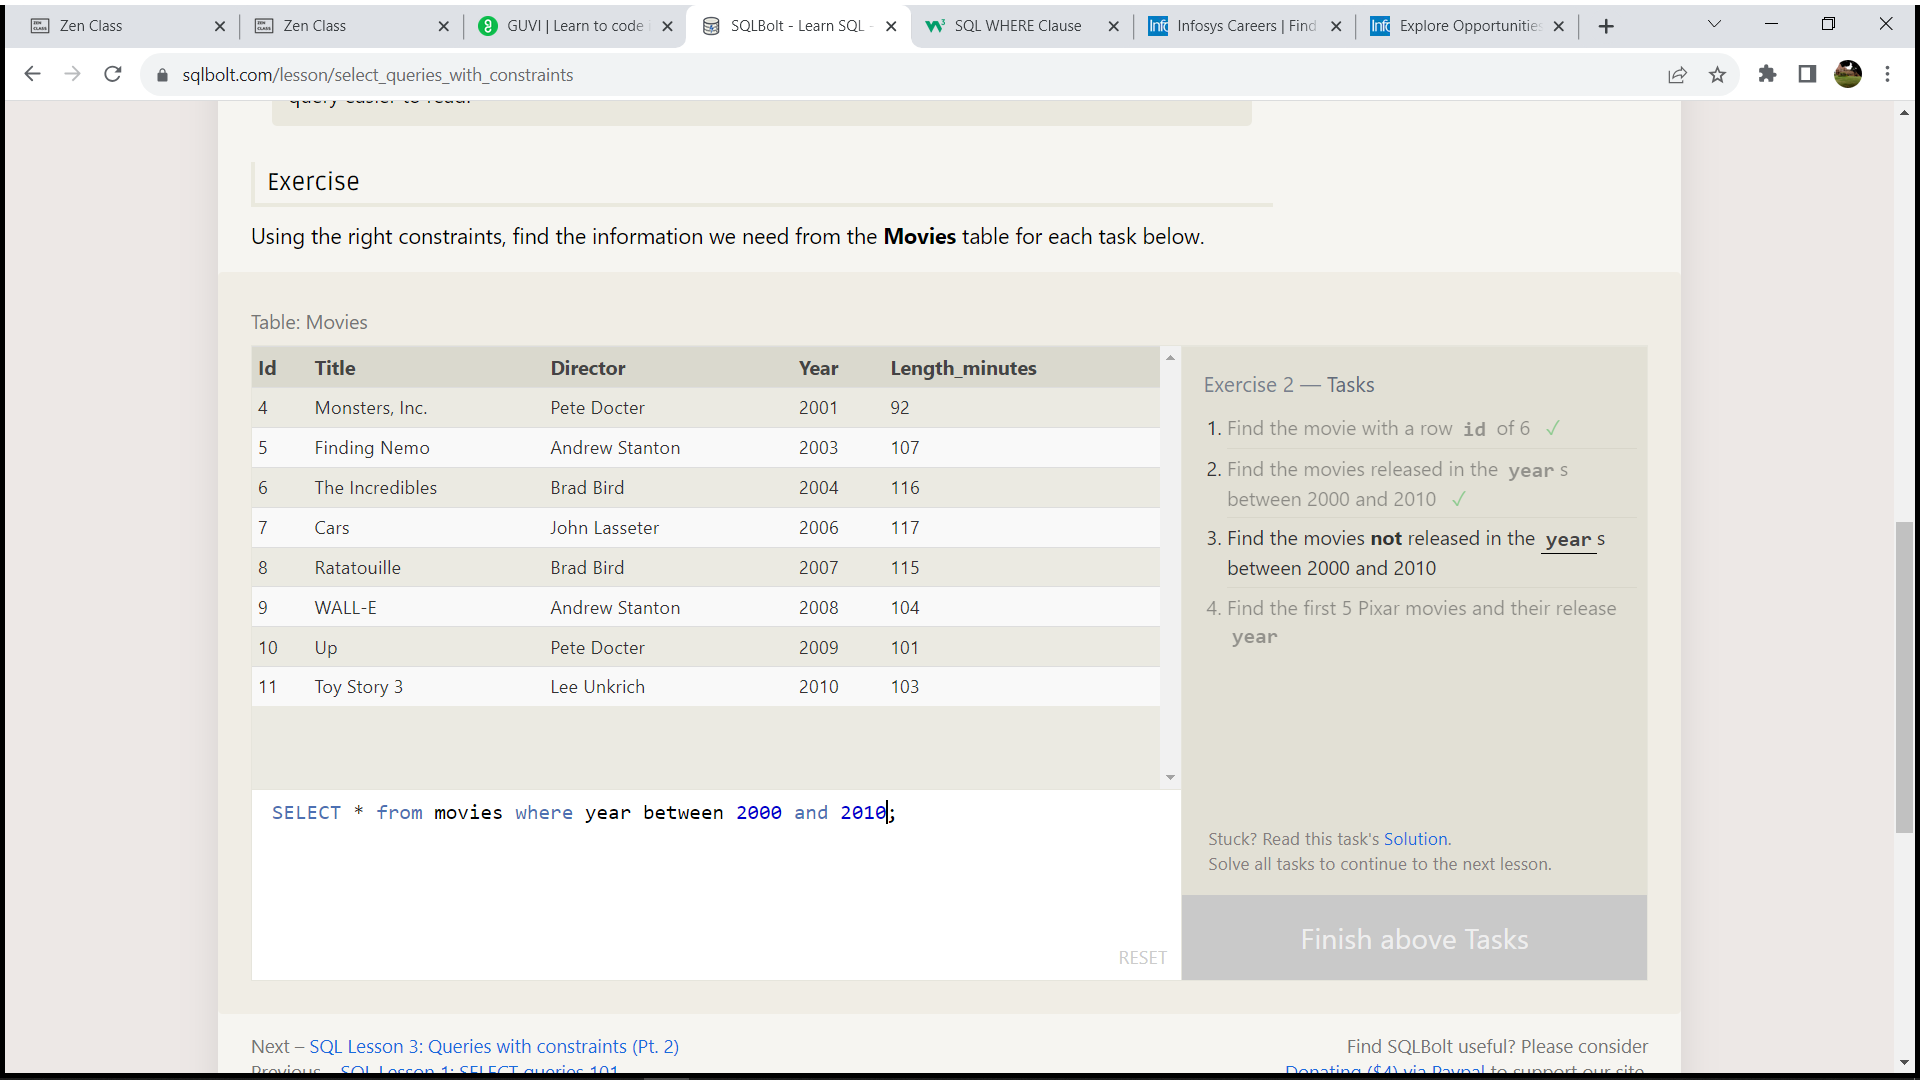 Zen Class
Zen Class
GUVI | Learn to code
SQLBolt - Learn SQL -
SQL WHERE Clause
Infosys Careers | Find
Explore Opportunities
sqlbolt.com/lesson/select_queries_with_constraints
query easier to read.
Exercise
Using the right constraints, find the information we need from the Movies table for each task below.
Table: Movies
Id Title Director Year Length_minutes
4 Monsters, Inc. Pete Docter 2001 92
5 Finding Nemo Andrew Stanton 2003 107
6 The Incredibles Brad Bird 2004 116
7 Cars John Lasseter 2006 117
8 Ratatouille Brad Bird 2007 115
9 WALL-E Andrew Stanton 2008 104
10 Up Pete Docter 2009 101
11 Toy Story 3 Lee Unkrich 2010 103
SELECT * from movies where year between 2000 and 2010;
RESET
Exercise 2 — Tasks
1. Find the movie with a row id of 6 ✓
2. Find the movies released in the year s
between 2000 and 2010 ✓
3. Find the movies not released in the year s
between 2000 and 2010
4. Find the first 5 Pixar movies and their release
year
Stuck? Read this task's Solution.
Solve all tasks to continue to the next lesson.
Finish above Tasks
Next – SQL Lesson 3: Queries with constraints (Pt. 2)
Previous – SQL Lesson 1: SELECT queries 101
Find SQLBolt useful? Please consider
Donating ($4) via Paypal to support our site.